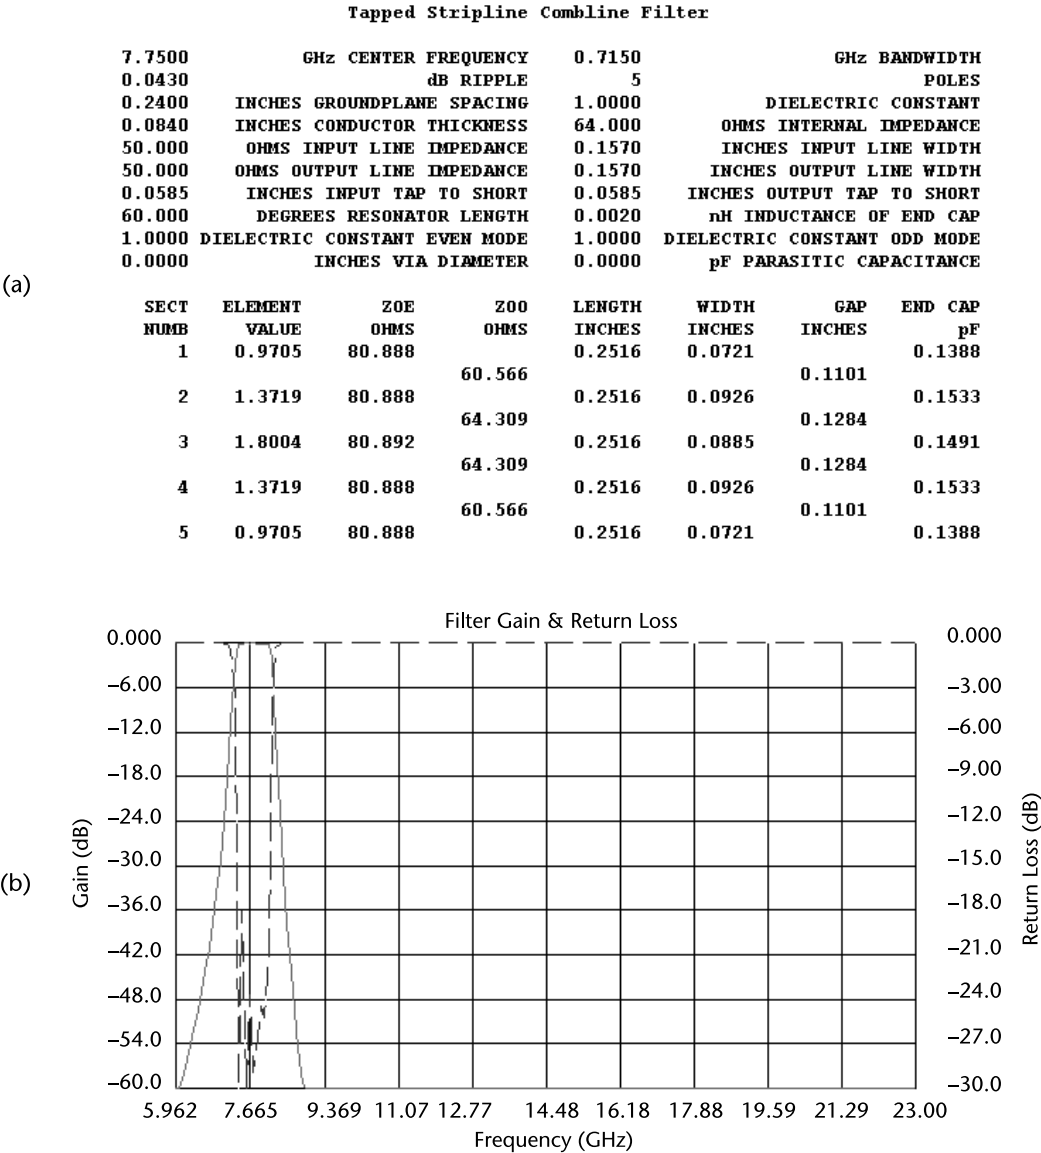 Tapped Stripline Combline Filter
7.7500 GHz CENTER FREQUENCY 0.7150 GHz BANDWIDTH
0.0430 dB RIPPLE 5 POLES
0.2400 INCHES GROUNDPLANE SPACING 1.0000 DIELECTRIC CONSTANT
0.0840 INCHES CONDUCTOR THICKNESS 64.000 OHMS INTERNAL IMPEDANCE
50.000 OHMS INPUT LINE IMPEDANCE 0.1570 INCHES INPUT LINE WIDTH
50.000 OHMS OUTPUT LINE IMPEDANCE 0.1570 INCHES OUTPUT LINE WIDTH
0.0585 INCHES INPUT TAP TO SHORT 0.0585 INCHES OUTPUT TAP TO SHORT
60.000 DEGREES RESONATOR LENGTH 0.0020 nH INDUCTANCE OF END CAP
1.0000 DIELECTRIC CONSTANT EVEN MODE 1.0000 DIELECTRIC CONSTANT ODD MODE
0.0000 INCHES VIA DIAMETER 0.0000 pF PARASITIC CAPACITANCE
(a)
SECT ELEMENT ZOE ZOO LENGTH WIDTH GAP END CAP
NUMB VALUE OHMS OHMS INCHES INCHES INCHES pF
1 0.9705 80.888 0.2516 0.0721 0.1388
60.566 0.1101
2 1.3719 80.888 0.2516 0.0926 0.1533
64.309 0.1284
3 1.8004 80.892 0.2516 0.0885 0.1491
64.309 0.1284
4 1.3719 80.888 0.2516 0.0926 0.1533
60.566 0.1101
5 0.9705 80.888 0.2516 0.0721 0.1388
Filter Gain & Return Loss
0.000 0.000
−6.00 −3.00
−12.0 −6.00
−18.0 −9.00
−24.0 −12.0
−30.0 −15.0
−36.0 −18.0
−42.0 −21.0
−48.0 −24.0
−54.0 −27.0
−60.0 −30.0
Gain (dB)
Return Loss (dB)
(b)
5.962 7.665 9.369 11.07 12.77 14.48 16.18 17.88 19.59 21.29 23.00
Frequency (GHz)